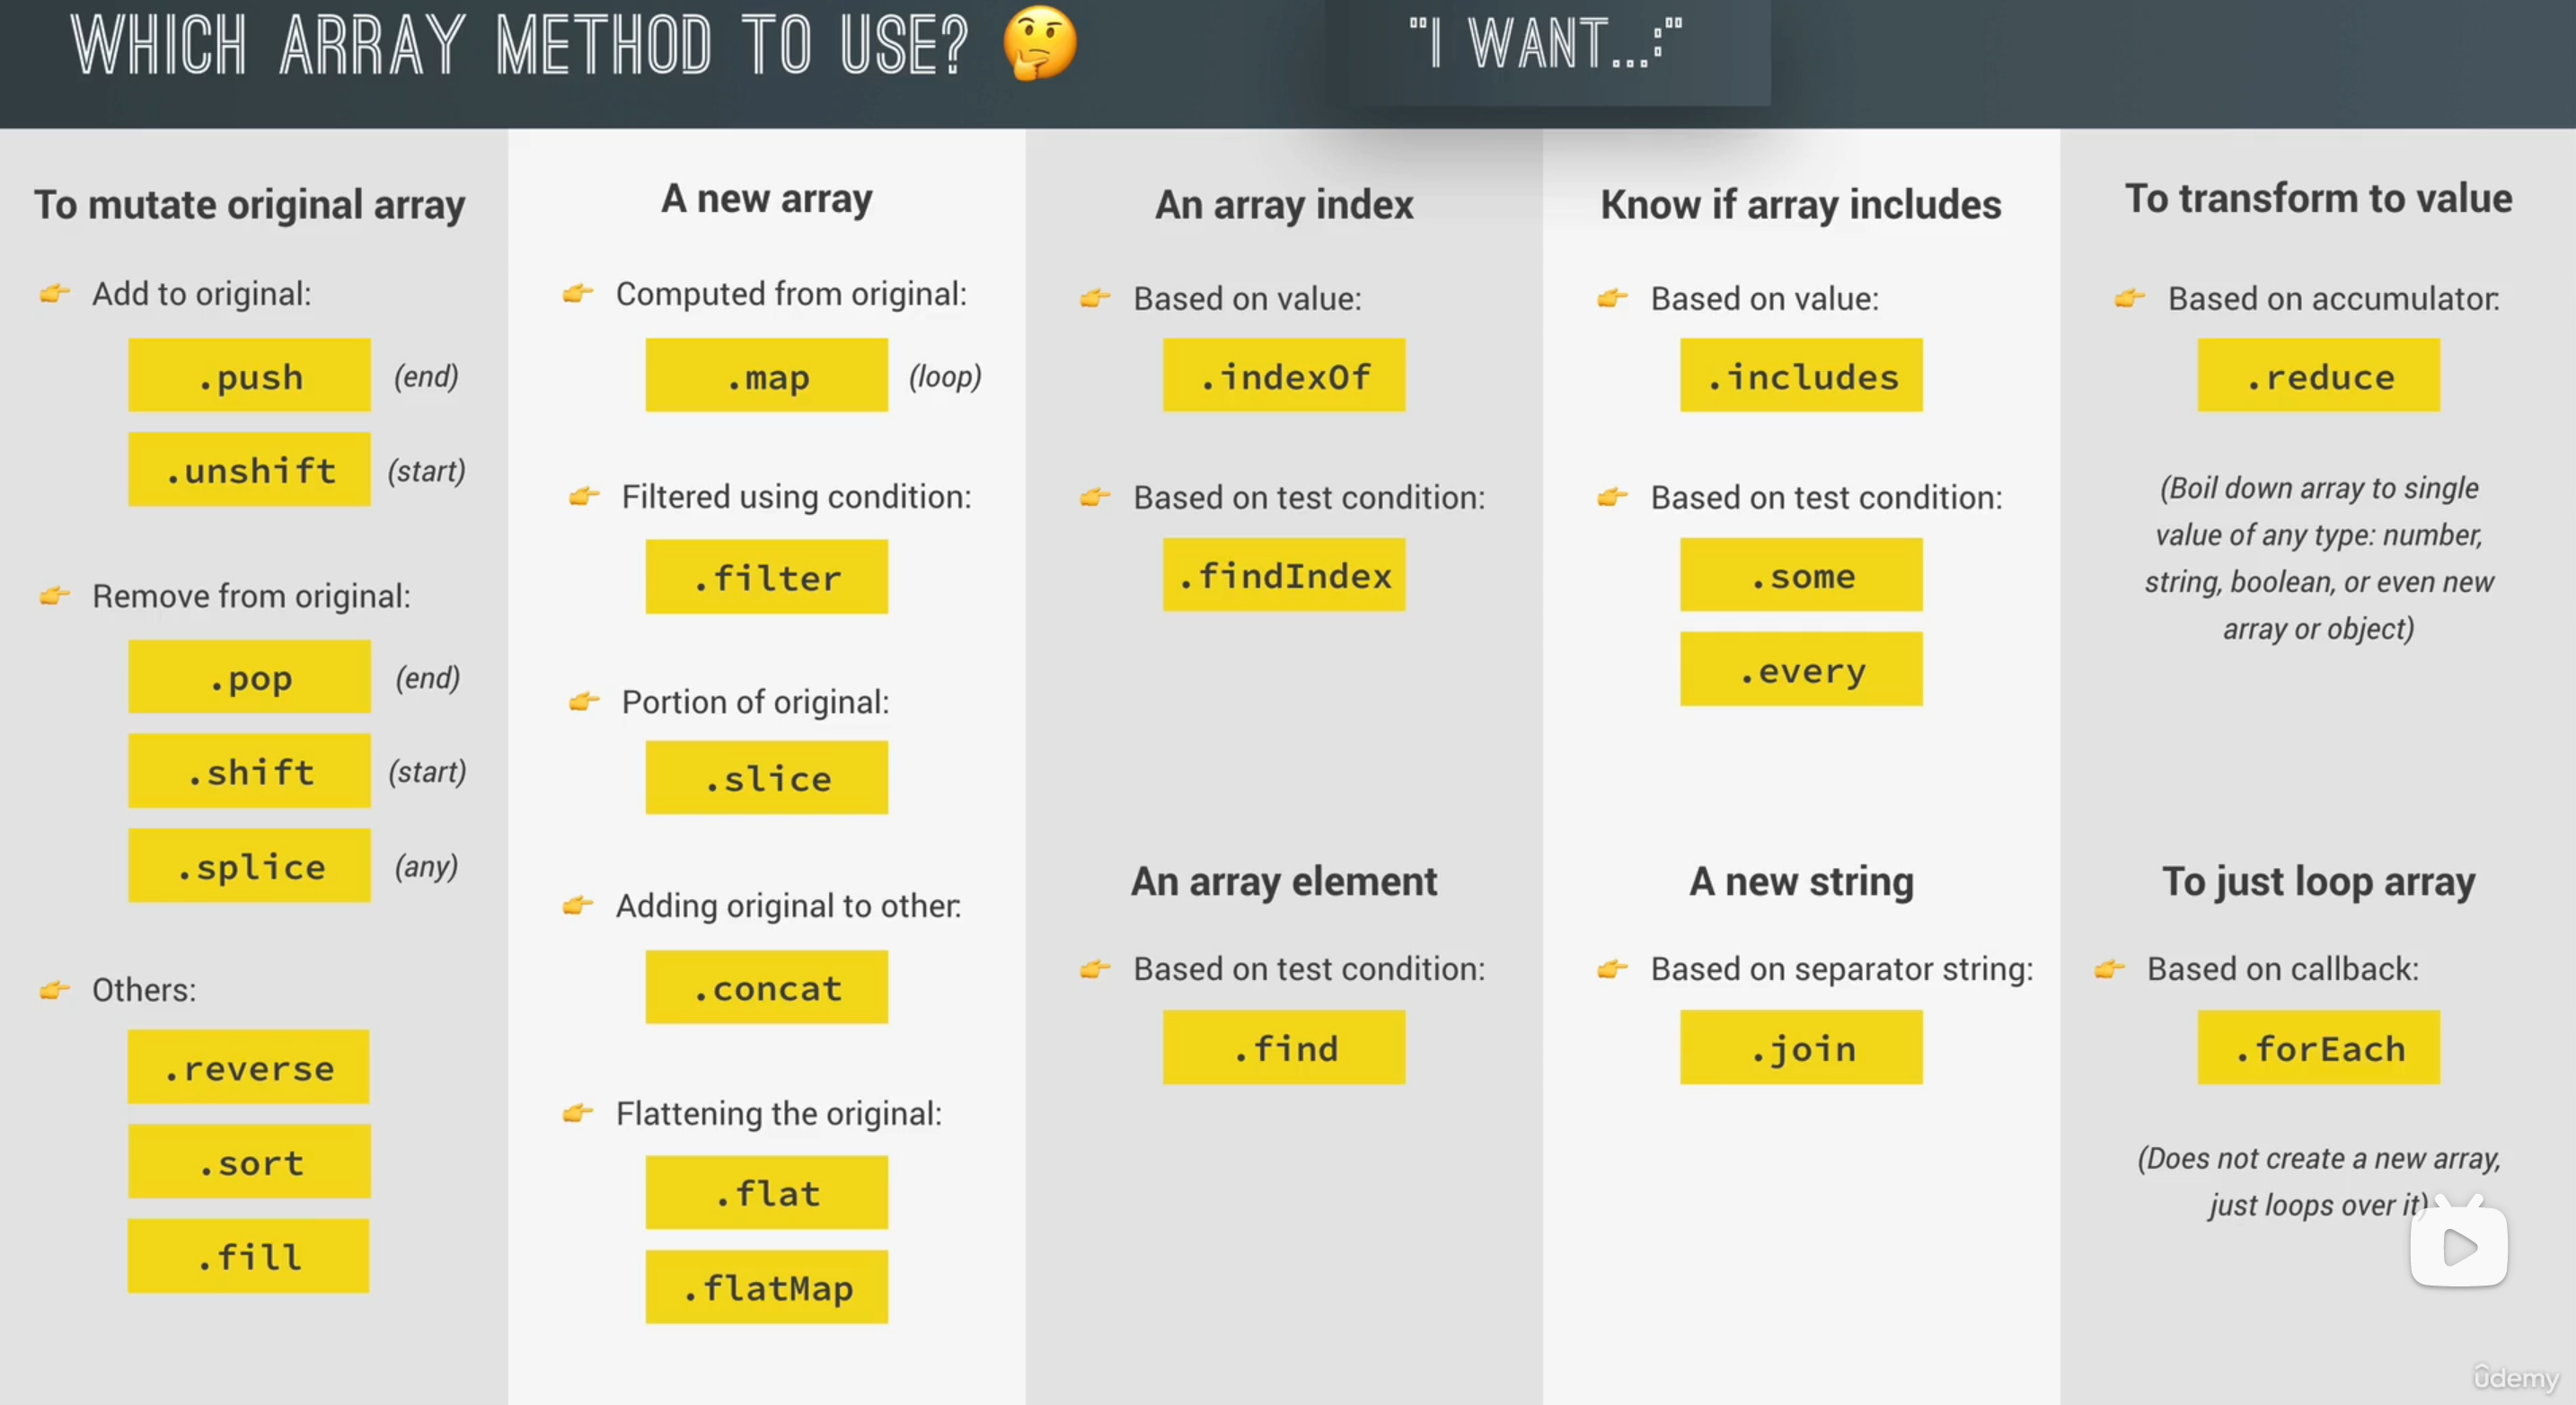 WHICH ARRAY METHOD TO USE? 🤔
"I WANT...:"
To mutate original array
👉 Add to original:
.push (end)
.unshift (start)
👉 Remove from original:
.pop (end)
.shift (start)
.splice (any)
👉 Others:
.reverse
.sort
.fill
A new array
👉 Computed from original:
.map (loop)
👉 Filtered using condition:
.filter
👉 Portion of original:
.slice
👉 Adding original to other:
.concat
👉 Flattening the original:
.flat
.flatMap
An array index
👉 Based on value:
.indexOf
👉 Based on test condition:
.findIndex
An array element
👉 Based on test condition:
.find
Know if array includes
👉 Based on value:
.includes
👉 Based on test condition:
.some
.every
A new string
👉 Based on separator string:
.join
To transform to value
👉 Based on accumulator:
.reduce
(Boil down array to single
value of any type: number,
string, boolean, or even new
array or object)
To just loop array
👉 Based on callback:
.forEach
(Does not create a new array,
just loops over it)
ûdemy